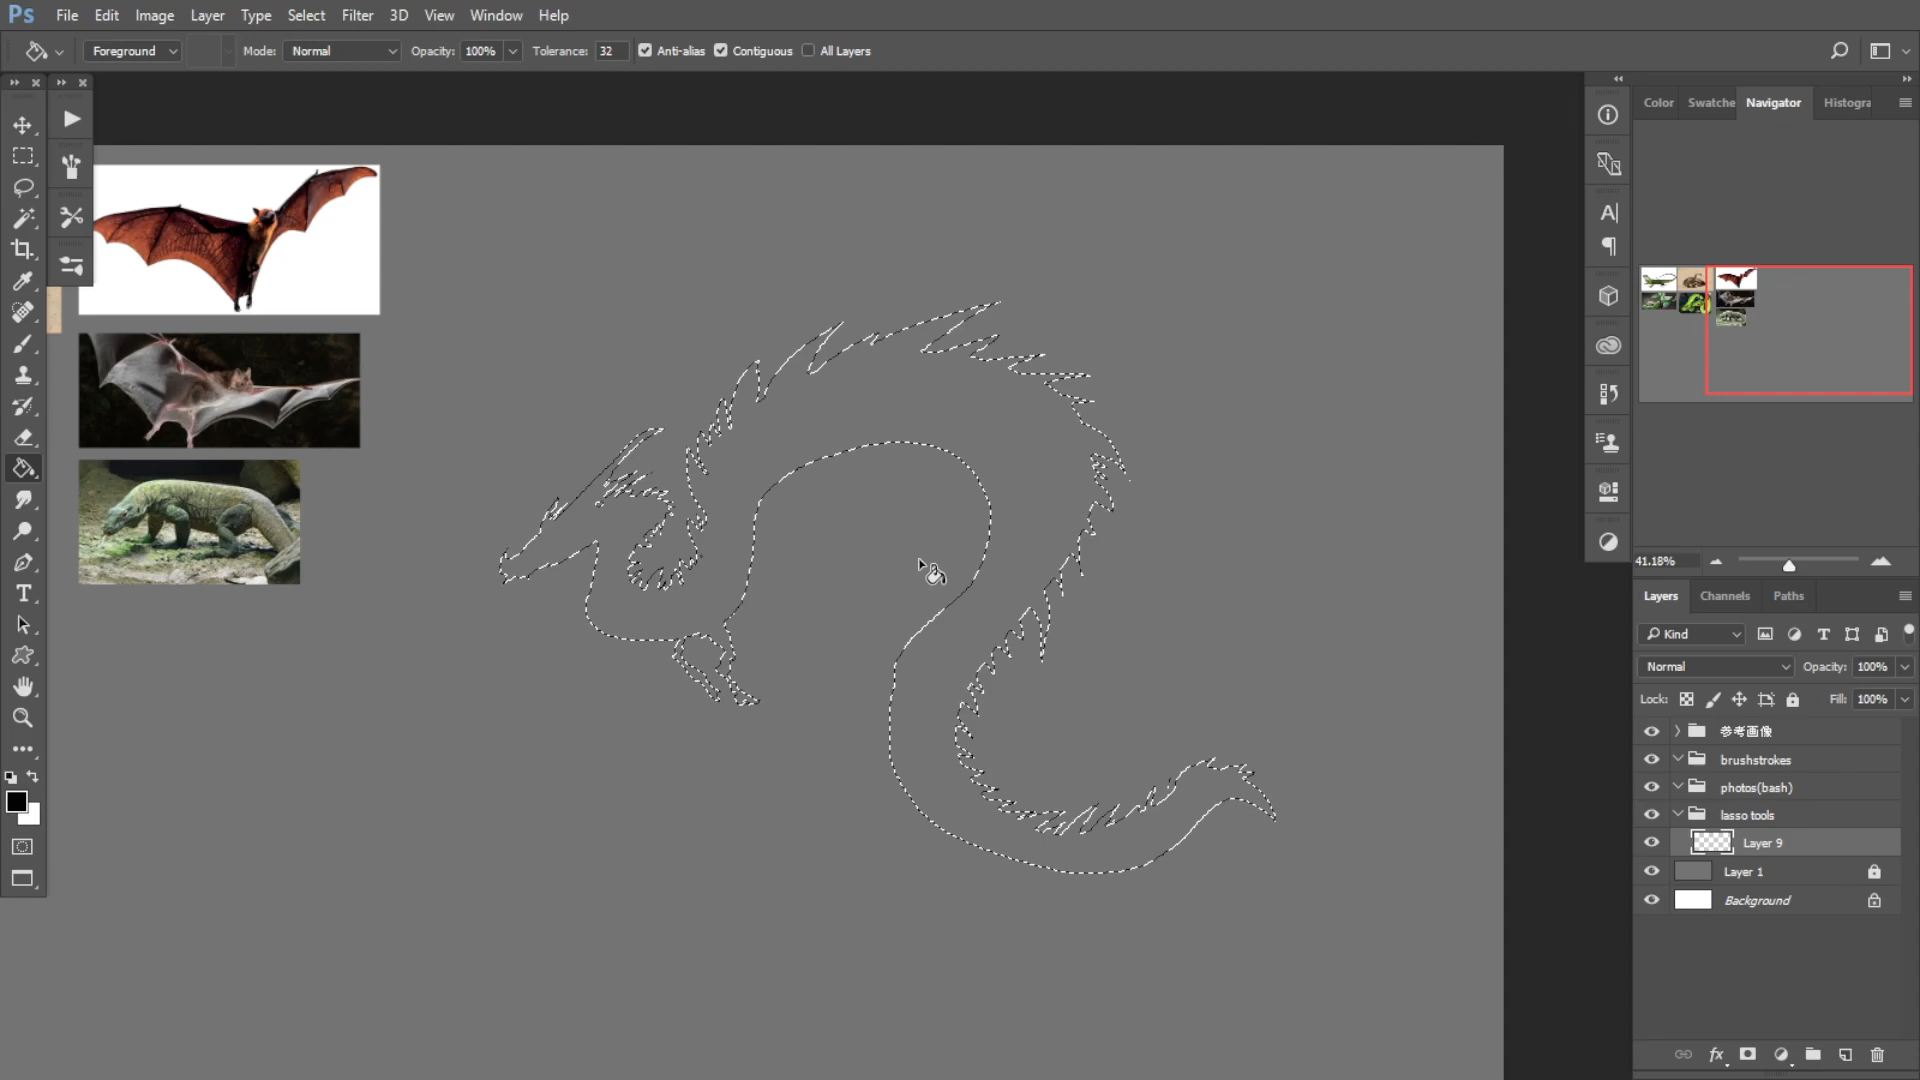 Ps File Edit Image Layer Type Select Filter 3D View Window Help
Foreground Mode: Normal Opacity: 100% Tolerance: 32 Anti-alias Contiguous All Layers
Color Swatche Navigator Histogra
41.18%
Layers Channels Paths
Kind
Normal Opacity: 100%
Lock: Fill: 100%
参考画像
brushstrokes
photos(bash)
lasso tools
Layer 9
Layer 1
Background